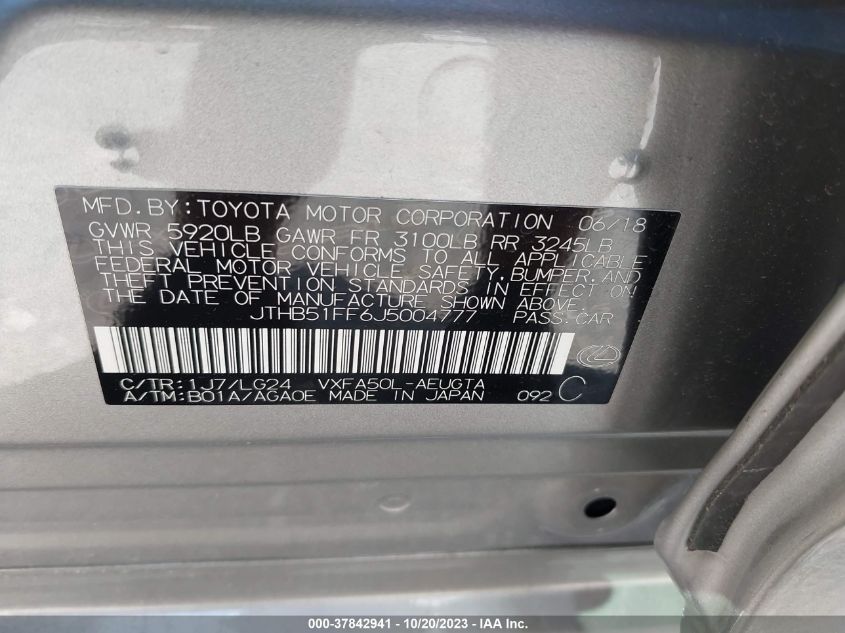 MFD.BY:TOYOTA MOTOR CORPORATION 06/18
GVWR 5920LB GAWR FR 3100LB RR 3245LB
THIS VEHICLE CONFORMS TO ALL APPLICABLE
FEDERAL MOTOR VEHICLE SAFETY,BUMPER,AND
THEFT PREVENTION STANDARDS IN EFFECT ON
THE DATE OF MANUFACTURE SHOWN ABOVE.
JTHB51FF6J5004777 PASS.CAR
C/TR:1J7/LG24 VXFA50L-AEUGTA
A/TM:B01A/AGA0E MADE IN JAPAN 092 C
000-37842941 - 10/20/2023 - © IAA Inc.